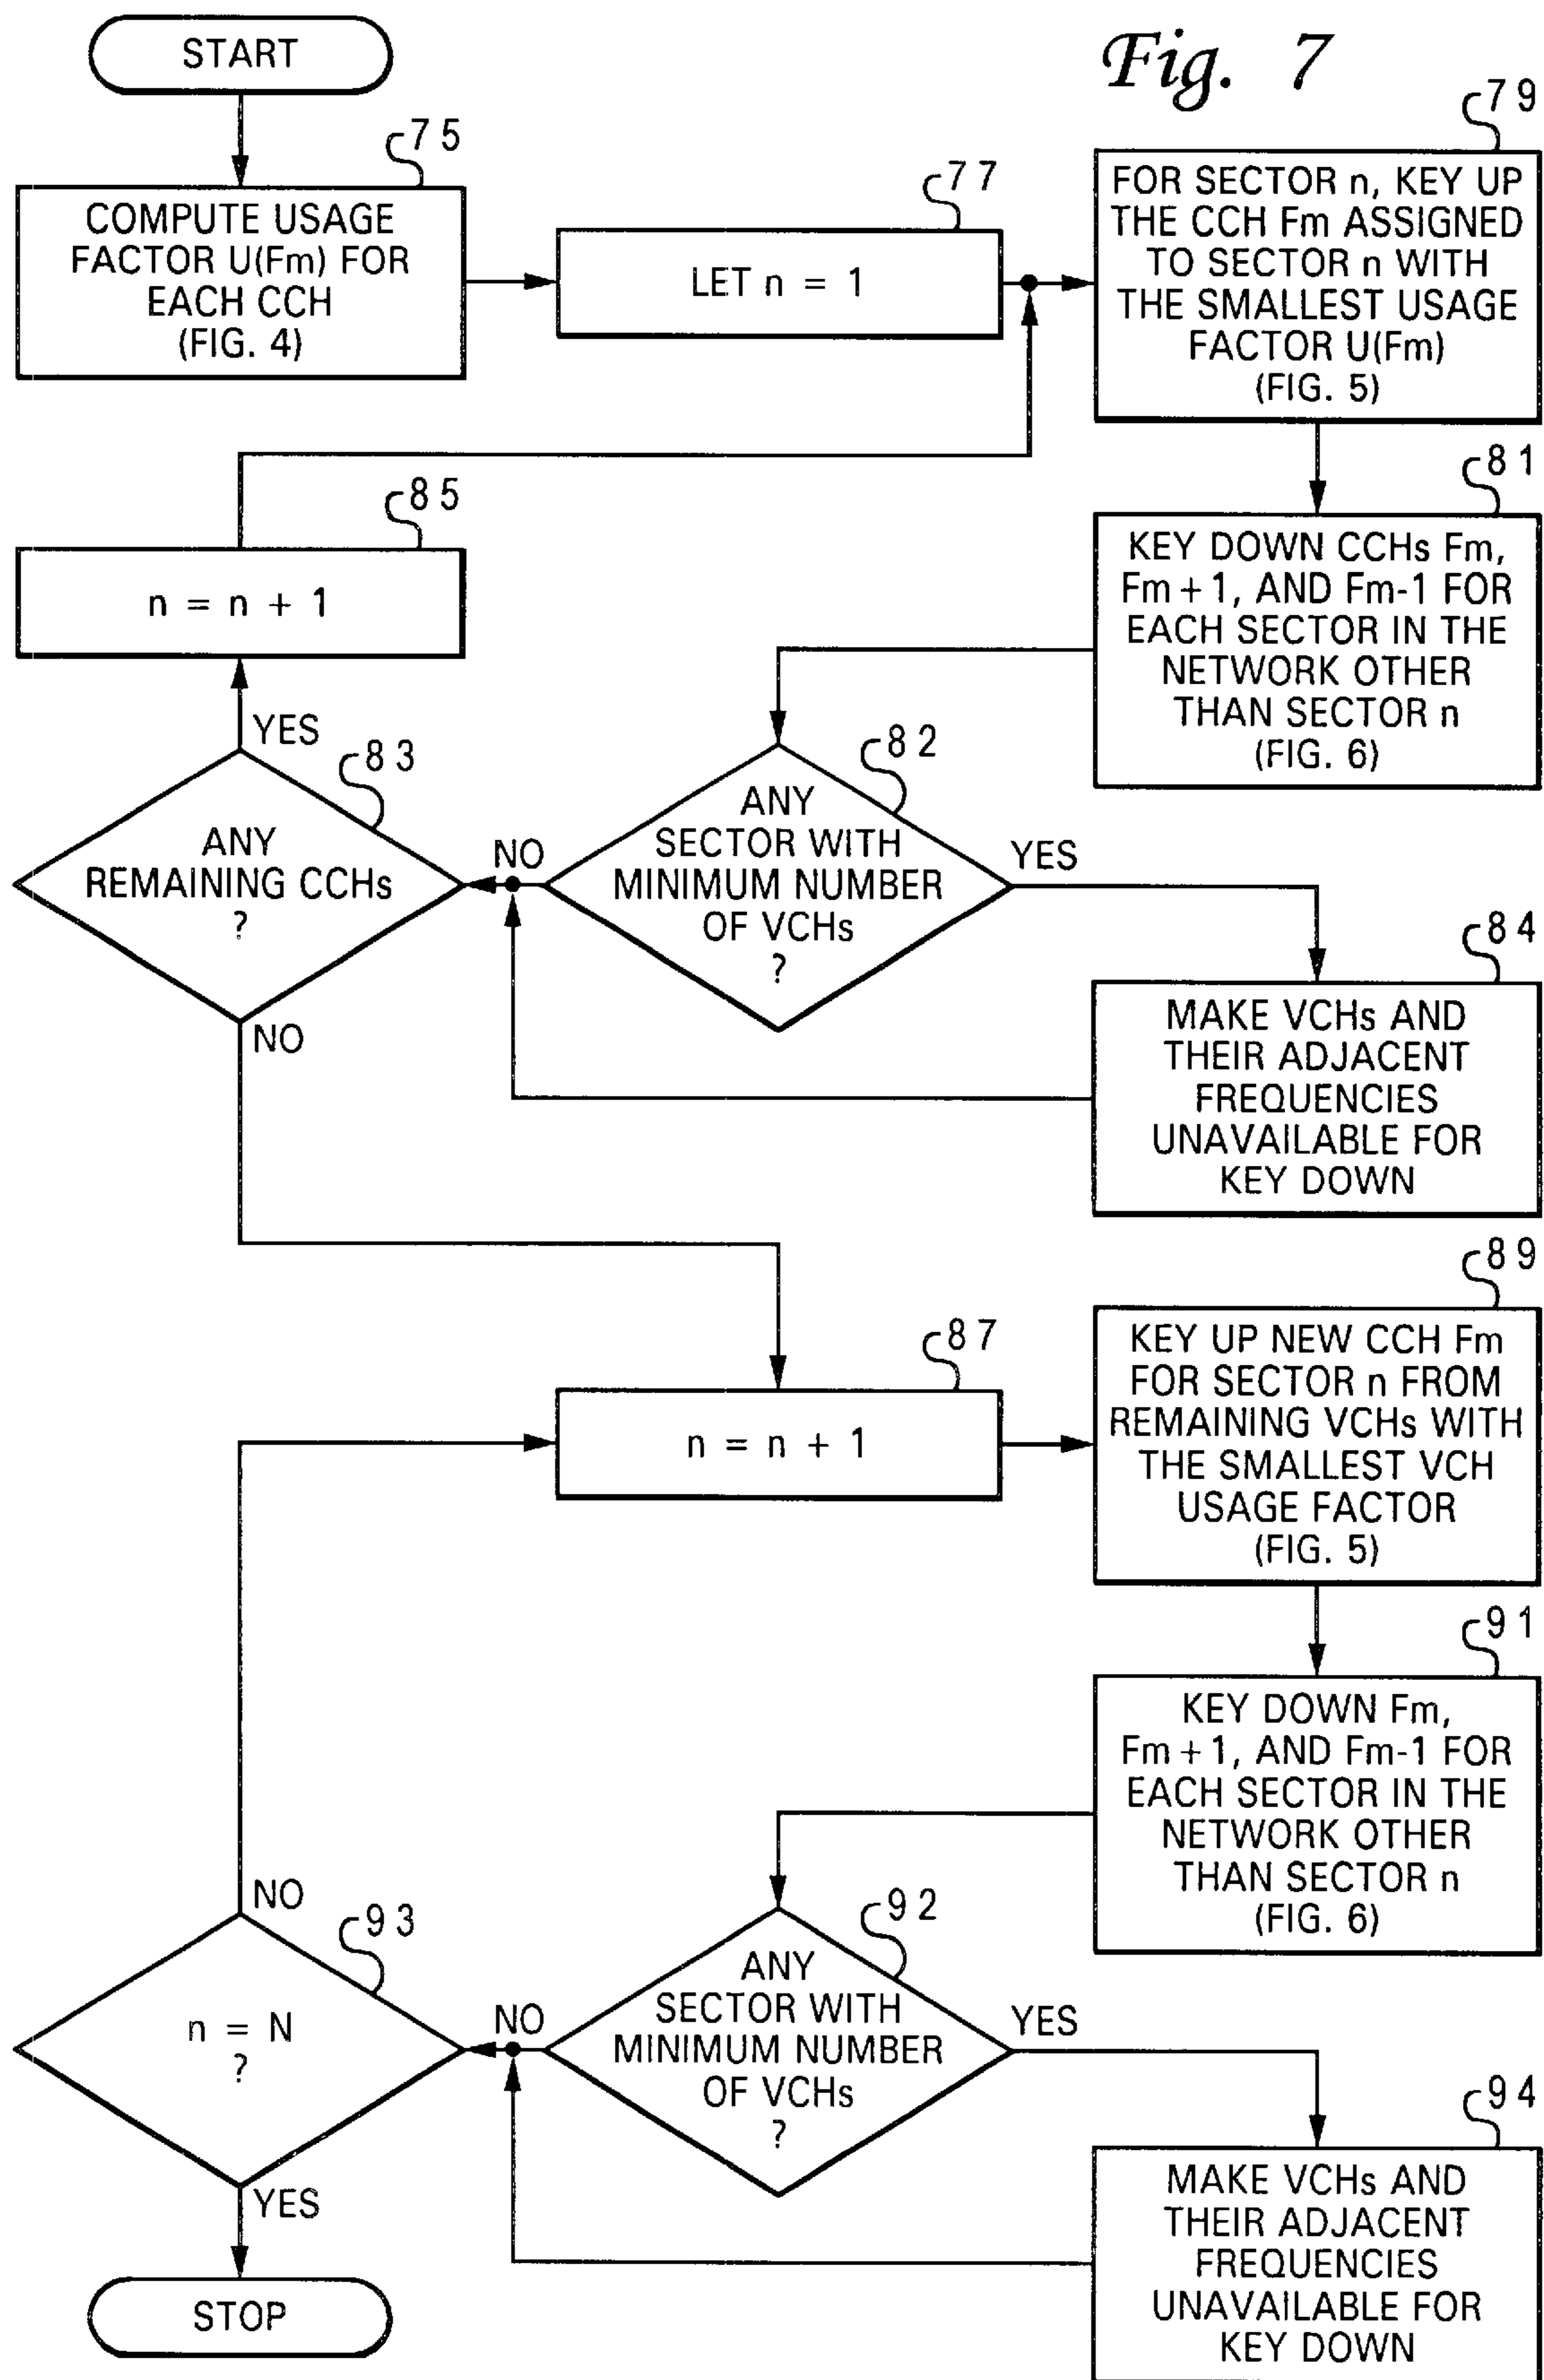 START
Fig. 7
75
COMPUTE USAGE
FACTOR U(Fm) FOR
EACH CCH
(FIG. 4)
77
LET n = 1
79
FOR SECTOR n, KEY UP
THE CCH Fm ASSIGNED
TO SECTOR n WITH
THE SMALLEST USAGE
FACTOR U(Fm)
(FIG. 5)
81
KEY DOWN CCHs Fm,
Fm+1, AND Fm-1 FOR
EACH SECTOR IN THE
NETWORK OTHER
THAN SECTOR n
(FIG. 6)
85
n = n + 1
YES
83
ANY
REMAINING CCHs
?
NO
NO
82
ANY
SECTOR WITH
MINIMUM NUMBER
OF VCHs
?
YES
84
MAKE VCHs AND
THEIR ADJACENT
FREQUENCIES
UNAVAILABLE FOR
KEY DOWN
87
n = n + 1
89
KEY UP NEW CCH Fm
FOR SECTOR n FROM
REMAINING VCHs WITH
THE SMALLEST VCH
USAGE FACTOR
(FIG. 5)
91
KEY DOWN Fm,
Fm+1, AND Fm-1 FOR
EACH SECTOR IN THE
NETWORK OTHER
THAN SECTOR n
(FIG. 6)
NO
93
n = N
?
YES
NO
92
ANY
SECTOR WITH
MINIMUM NUMBER
OF VCHs
?
YES
94
MAKE VCHs AND
THEIR ADJACENT
FREQUENCIES
UNAVAILABLE FOR
KEY DOWN
STOP